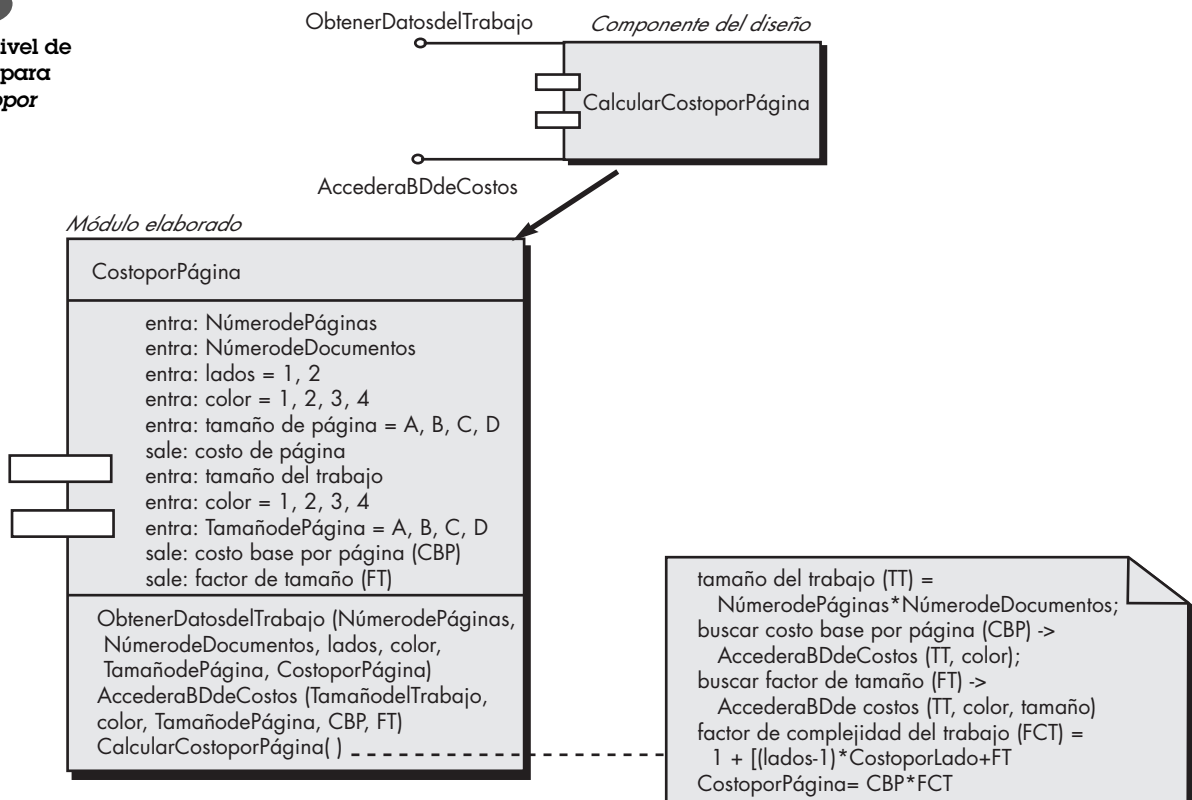 ivel de
para
por
ObtenerDatosdelTrabajo
Componente del diseño
CalcularCostoporPágina
AccederaBDdeCostos
Módulo elaborado
CostoporPágina
entra: NúmerodePáginas
entra: NúmerodeDocumentos
entra: lados = 1, 2
entra: color = 1, 2, 3, 4
entra: tamaño de página = A, B, C, D
sale: costo de página
entra: tamaño del trabajo
entra: color = 1, 2, 3, 4
entra: TamañodePágina = A, B, C, D
sale: costo base por página (CBP)
sale: factor de tamaño (FT)
ObtenerDatosdelTrabajo (NúmerodePáginas,
NúmerodeDocumentos, lados, color,
TamañodePágina, CostoporPágina)
AccederaBDdeCostos (TamañodelTrabajo,
color, TamañodePágina, CBP, FT)
CalcularCostoporPágina( )
tamaño del trabajo (TT) =
NúmerodePáginas*NúmerodeDocumentos;
buscar costo base por página (CBP) ->
AccederaBDdeCostos (TT, color);
buscar factor de tamaño (FT) ->
AccederaBDde costos (TT, color, tamaño)
factor de complejidad del trabajo (FCT) =
1 + [(lados-1)*CostoporLado+FT
CostoporPágina= CBP*FCT